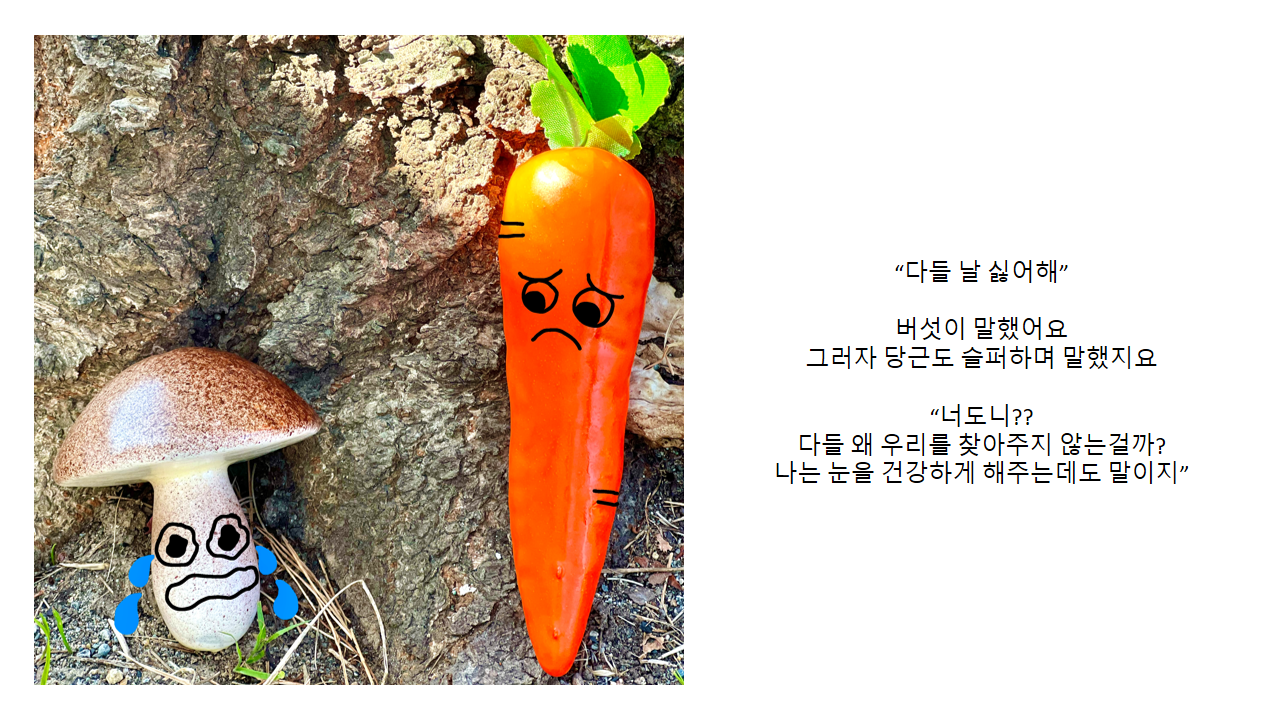 “다들 날 싫어해”
버섯이 말했어요
그러자 당근도 슬퍼하며 말했지요
“너도니??
다들 왜 우리를 찾아주지 않는걸까?
나는 눈을 건강하게 해주는데도 말이지”